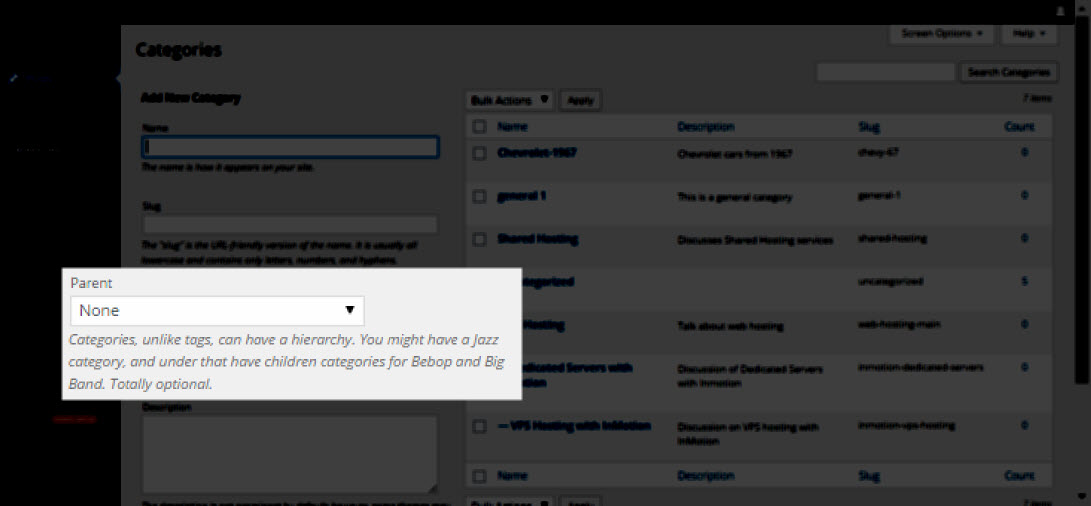 Screen Options
Help
Categories
Search Categories
Add New Category
Bulk Actions
Apply
7 items
Name
Description
Slug
Count
Name
Chevrolet-1967
Chevrolet cars from 1967
chevy-67
0
The name is how it appears on your site.
general 1
This is a general category
general-1
0
Slug
Shared Hosting
Discusses Shared Hosting services
shared-hosting
0
The "slug" is the URL-friendly version of the name. It is usually all
lowercase and contains only letters, numbers, and hyphens.
Parent
None
Categories, unlike tags, can have a hierarchy. You might have a Jazz
category, and under that have children categories for Bebop and Big
Band. Totally optional.
uncategorized
5
Hosting
Talk about web hosting
web-hosting-main
0
Servers with
Discussion of Dedicated Servers
with InMotion
inmotion-dedicated-servers
0
Description
— VPS Hosting with InMotion
Discussion on VPS hosting with
InMotion
inmotion-vps-hosting
0
Name
Description
Slug
Count
Bulk Actions
Apply
7 items